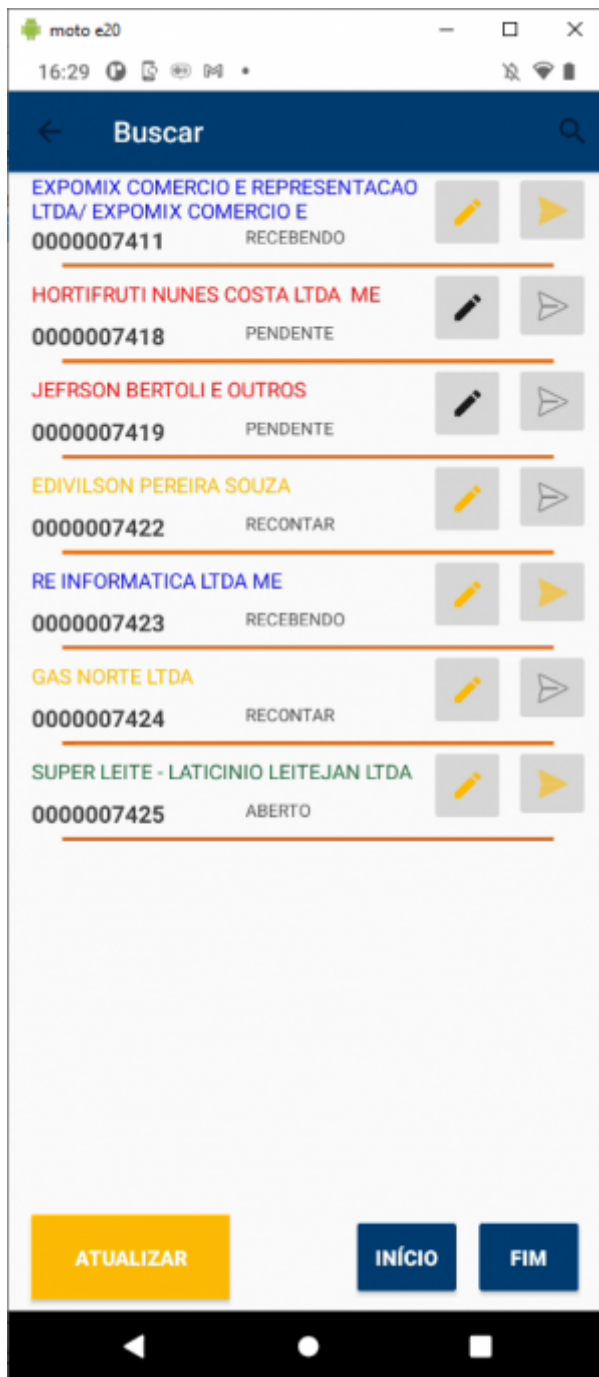 moto e20
16:29
Buscar
EXPOMIX COMERCIO E REPRESENTACAO
LTDA/ EXPOMIX COMERCIO E
0000007411 RECEBENDO
HORTIFRUTI NUNES COSTA LTDA  ME
0000007418 PENDENTE
JEFRSON BERTOLI E OUTROS
0000007419 PENDENTE
EDIVILSON PEREIRA SOUZA
0000007422 RECONTAR
RE INFORMATICA LTDA ME
0000007423 RECEBENDO
GAS NORTE LTDA
0000007424 RECONTAR
SUPER LEITE - LATICINIO LEITEJAN LTDA
0000007425 ABERTO
ATUALIZAR INÍCIO FIM